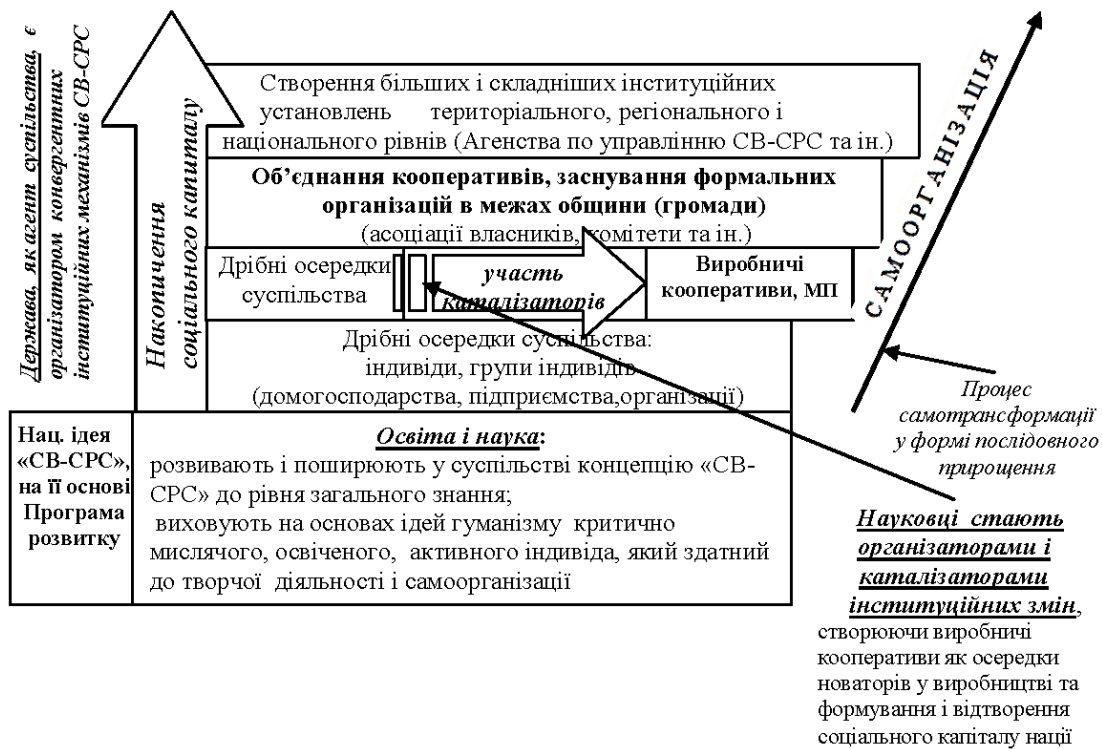 Держава, як агент суспільства, є
організатором конвергентних
інституційних механізмів СВ-СРС
Накопичення
соціального капиталу
Створення більших і складніших інституційних
установлень територіального, регіонального і
національного рівнів (Агенства по управлінню СВ-СРС та ін.)
Об’єднання кооперативів, заснування формальних
організацій в межах общини (громади)
(асоціації власників, комітети та ін.)
Дрібні осередки
суспільства
участь
каталізаторів
Виробничі
кооперативи, МП
Дрібні осередки суспільства:
індивіди, групи індивідів
(домогосподарства, підприємства,організації)
Нац. ідея
«СВ-СРС»,
на її основі
Програма
розвитку
Освіта і наука:
розвивають і поширюють у суспільстві концепцію «СВ-
СРС» до рівня загального знання;
виховують на основах ідей гуманізму критично
мислячого, освіченого, активного індивіда, який здатний
до творчої діяльності і самоорганізації
САМООРГАНІЗАЦІЯ
Процес
самотрансформації
у формі послідовного
прирощення
Науковці стають
організаторами і
каталізаторами
інституційних змін,
створюючи виробничі
кооперативи як осередки
новаторів у виробництві та
формування і відтворення
соціального капіталу нації